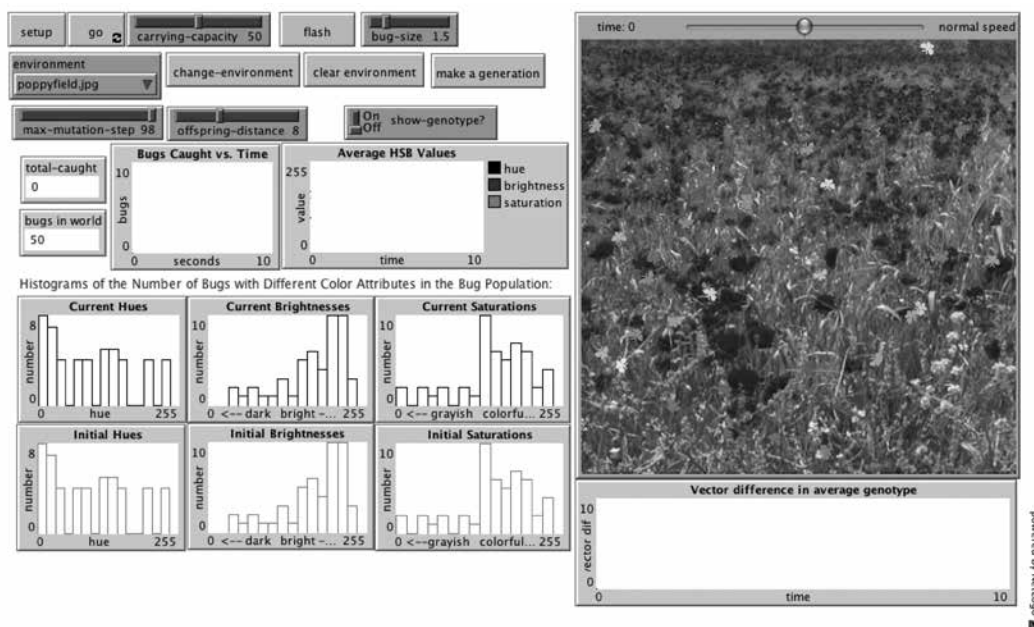 setup
go
carrying-capacity 50
flash
bug-size 1.5
time: 0
normal speed
environment
poppyfield.jpg
change-environment
clear environment
make a generation
max-mutation-step 98
offspring-distance 8
On
Off
show-genotype?
total-caught
0
bugs in world
50
Bugs Caught vs. Time
10
bugs
0
0 seconds 10
Average HSB Values
255
value
0
0 time 10
hue
brightness
saturation
Histograms of the Number of Bugs with Different Color Attributes in the Bug Population:
Current Hues
8
number
0
0 hue 255
Current Brightnesses
10
number
0
0 <-- dark bright -... 255
Current Saturations
10
number
0
0 <-- grayish colorfu... 255
Initial Hues
8
number
0
0 hue 255
Initial Brightnesses
10
number
0
0 <-- dark bright -... 255
Initial Saturations
10
number
0
0 <--grayish colorful... 255
Vector difference in average genotype
10
0
0 time 10